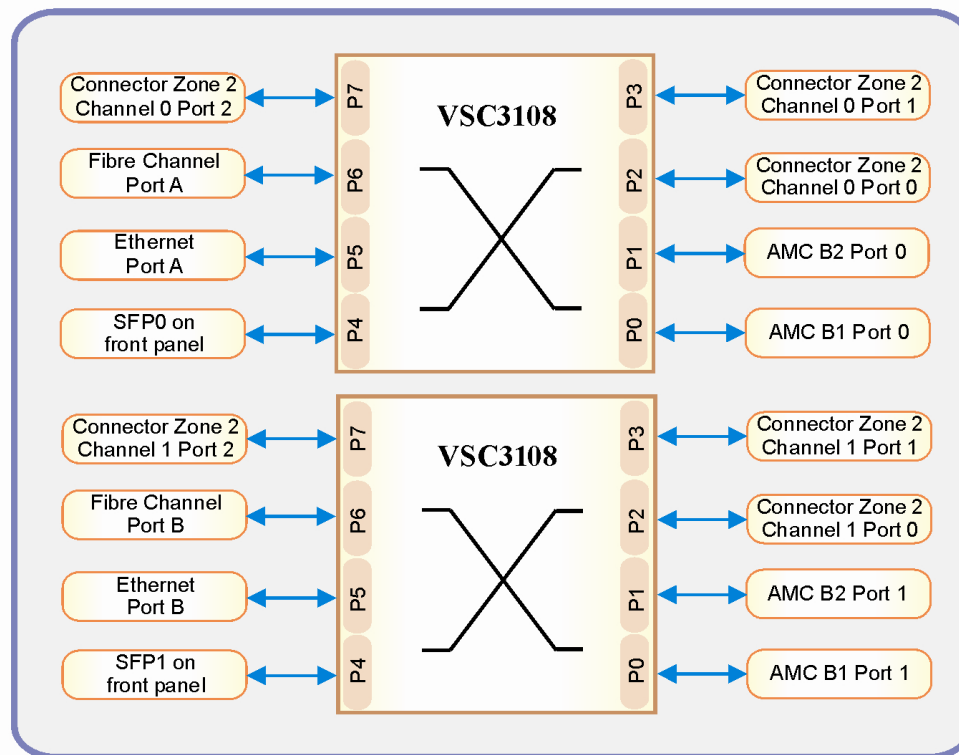 Connector Zone 2
Channel 0 Port 2
P7
VSC3108
P3
Connector Zone 2
Channel 0 Port 1
Fibre Channel
Port A
P6
P2
Connector Zone 2
Channel 0 Port 0
Ethernet
Port A
P5
P1
AMC B2 Port 0
SFP0 on
front panel
P4
P0
AMC B1 Port 0
Connector Zone 2
Channel 1 Port 2
P7
VSC3108
P3
Connector Zone 2
Channel 1 Port 1
Fibre Channel
Port B
P6
P2
Connector Zone 2
Channel 1 Port 0
Ethernet
Port B
P5
P1
AMC B2 Port 1
SFP1 on
front panel
P4
P0
AMC B1 Port 1